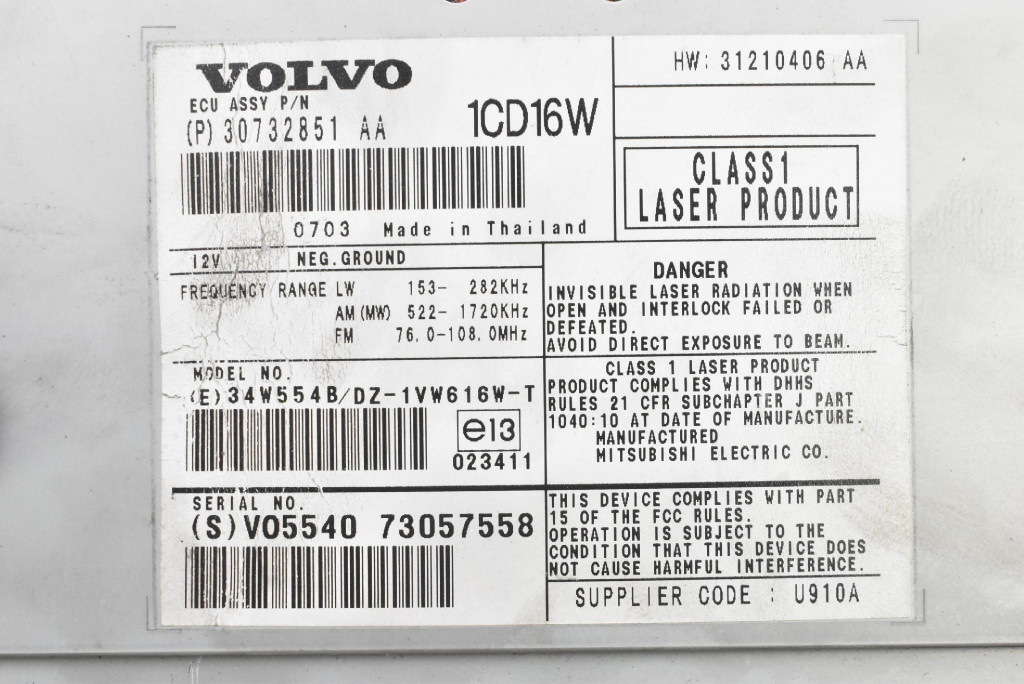 VOLVO
ECU ASSY P/N
(P) 30732851 AA
1CD16W
0703 Made in Thailand
HW: 31210406 AA
CLASS1
LASER PRODUCT
12V NEG.GROUND
FREQUENCY RANGE LW 153- 282KHz
AM (MW) 522- 1720KHz
FM 76.0-108.0MHz
DANGER
INVISIBLE LASER RADIATION WHEN
OPEN AND INTERLOCK FAILED OR
DEFEATED.
AVOID DIRECT EXPOSURE TO BEAM.
MODEL NO.
(E) 34W554B/DZ-1VW616W-T
e13
023411
CLASS 1 LASER PRODUCT
PRODUCT COMPLIES WITH DHHS
RULES 21 CFR SUBCHAPTER J PART
1040:10 AT DATE OF MANUFACTURE.
MANUFACTURED
MITSUBISHI ELECTRIC CO.
SERIAL NO.
(S) V05540 73057558
THIS DEVICE COMPLIES WITH PART
15 OF THE FCC RULES.
OPERATION IS SUBJECT TO THE
CONDITION THAT THIS DEVICE DOES
NOT CAUSE HARMFUL INTERFERENCE.
SUPPLIER CODE : U910A